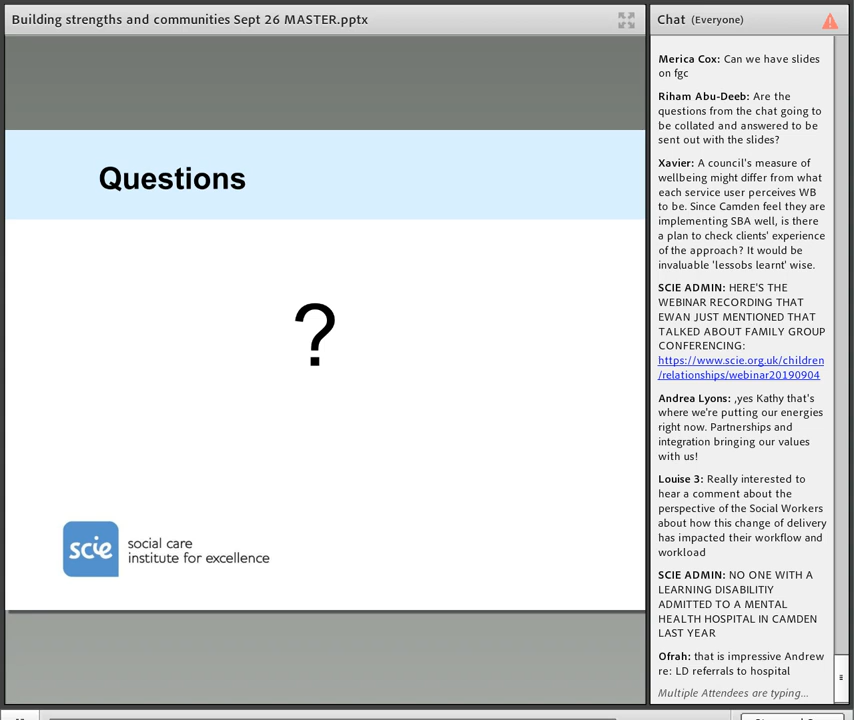 Building strengths and communities Sept 26 MASTER.pptx
Questions
?
scie
social care
institute for excellence
Chat (Everyone)
Merica Cox: Can we have slides
on fgc
Riham Abu-Deeb: Are the
questions from the chat going to
be collated and answered to be
sent out with the slides?
Xavier: A council's measure of
wellbeing might differ from what
each service user perceives WB
to be. Since Camden feel they are
implementing SBA well, is there
a plan to check clients' experience
of the approach? It would be
invaluable 'lessobs learnt' wise.
SCIE ADMIN: HERE'S THE
WEBINAR RECORDING THAT
EWAN JUST MENTIONED THAT
TALKED ABOUT FAMILY GROUP
CONFERENCING:
https://www.scie.org.uk/children
/relationships/webinar20190904
Andrea Lyons: ,yes Kathy that's
where we're putting our energies
right now. Partnerships and
integration bringing our values
with us!
Louise 3: Really interested to
hear a comment about the
perspective of the Social Workers
about how this change of delivery
has impacted their workflow and
workload
SCIE ADMIN: NO ONE WITH A
LEARNING DISABILITIY
ADMITTED TO A MENTAL
HEALTH HOSPITAL IN CAMDEN
LAST YEAR
Ofrah: that is impressive Andrew
re: LD referrals to hospital
Multiple Attendees are typing...